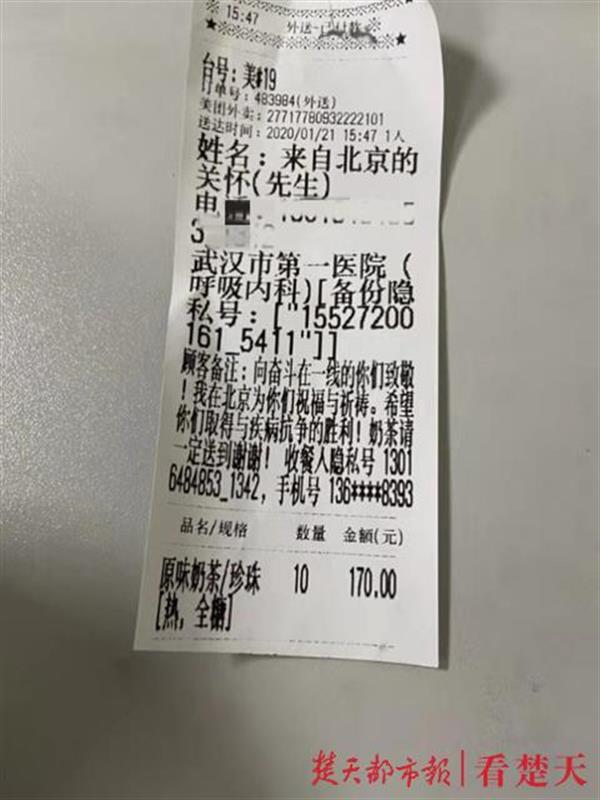 15:47
外送-已付款
台号：美#19
订单号：483984(外送)
美团外卖：27717780932222101
送达时间：2020/01/21 15:47 1人
姓名：来自北京的
关怀(先生)
武汉市第一医院（
呼吸内科)[备份隐
私号：["15527200
161_5411"]]
顾客备注：向奋斗在一线的你们致敬
！我在北京为你们祝福与祈祷。希望
你们取得与疾病抗争的胜利！奶茶请
一定送到谢谢！ 收餐人隐私号 1301
6484853_1342，手机号 136****8393
品名/规格 数量 金额(元)
原味奶茶/珍珠 10 170.00
[热，全糖]
楚天都市报 看楚天